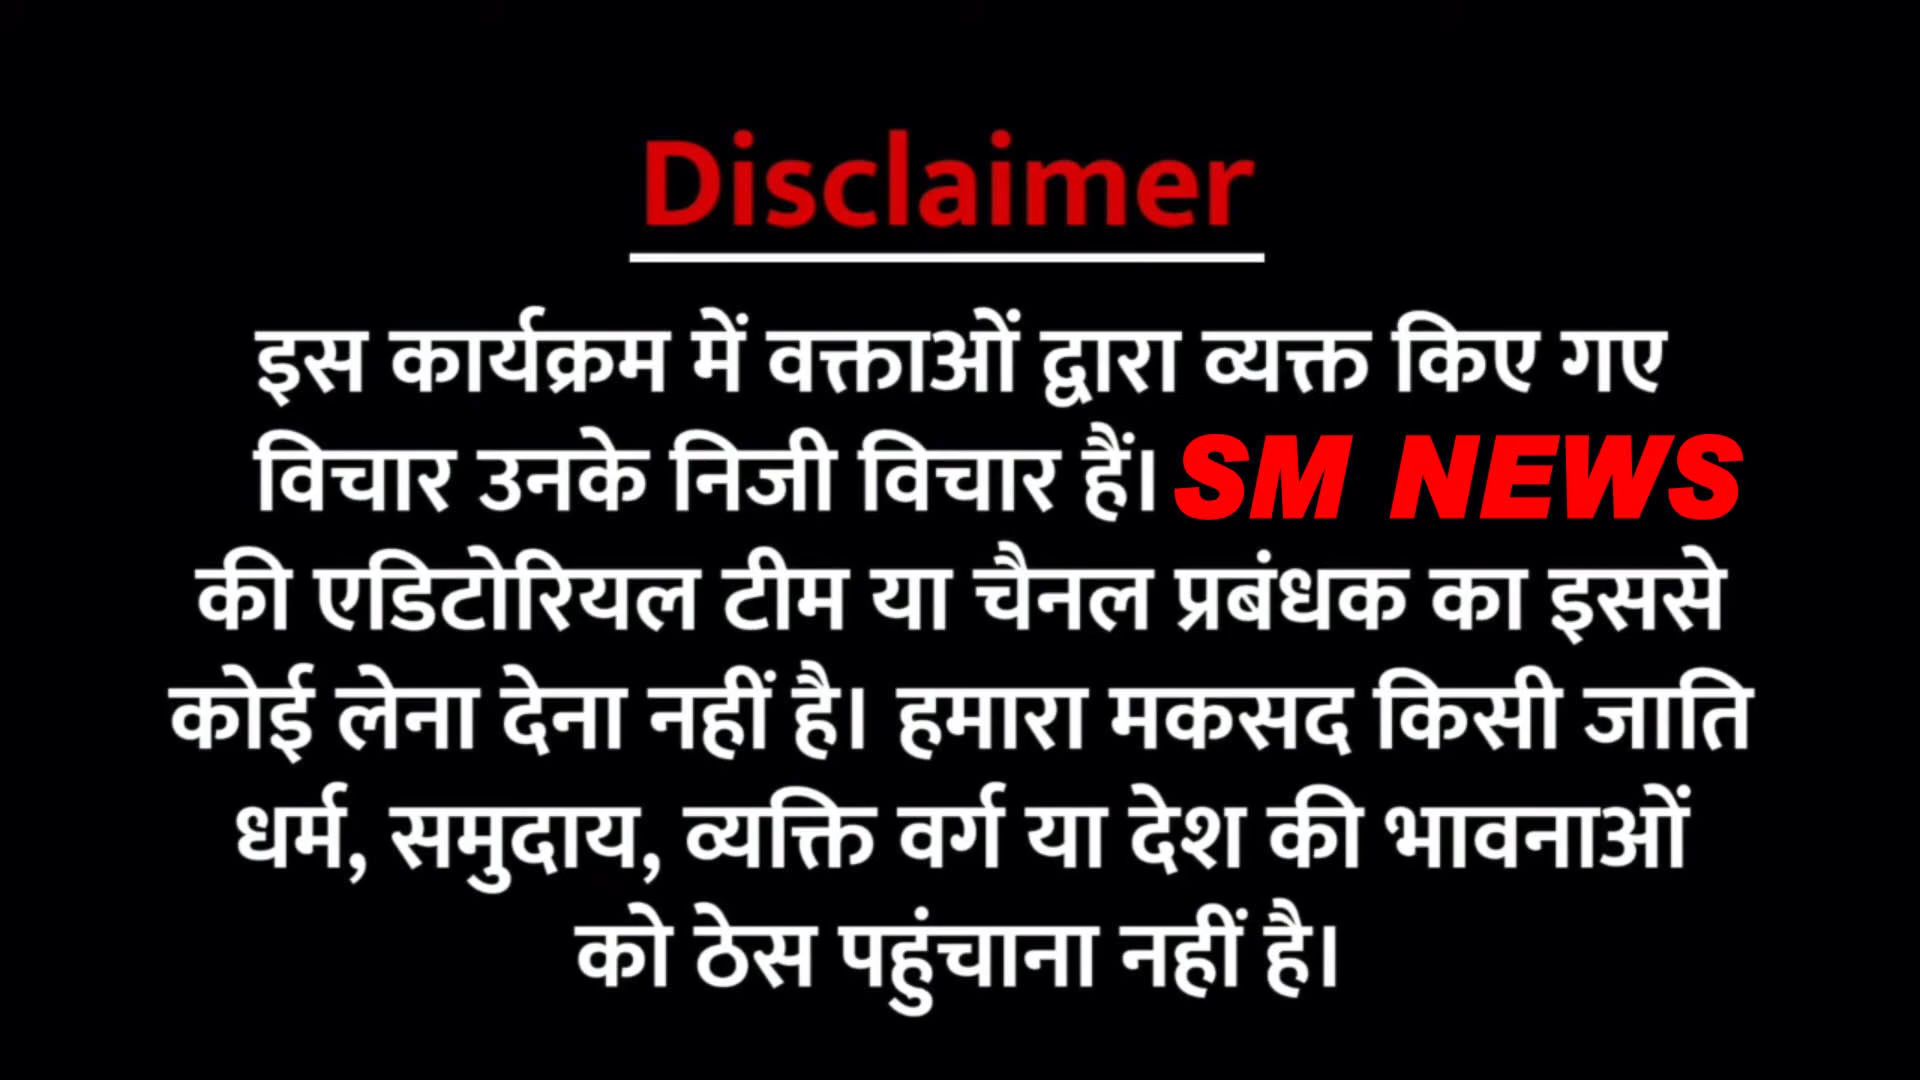 Disclaimer
इस कार्यक्रम में वक्ताओं द्वारा व्यक्त किए गए
विचार उनके निजी विचार हैं। SM NEWS
की एडिटोरियल टीम या चैनल प्रबंधक का इससे
कोई लेना देना नहीं है। हमारा मकसद किसी जाति
धर्म, समुदाय, व्यक्ति वर्ग या देश की भावनाओं
को ठेस पहुंचाना नहीं है।